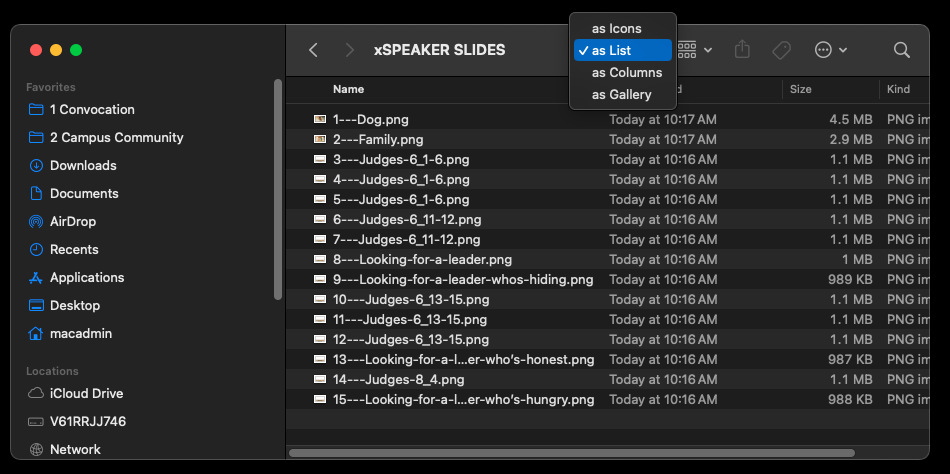 as Icons
xSPEAKER SLIDES
✓ as List
as Columns
as Gallery
Favorites
1 Convocation
2 Campus Community
Downloads
Documents
AirDrop
Recents
Applications
Desktop
macadmin
Locations
iCloud Drive
V61RRJJ746
Network
Name Size Kind
1---Dog.png Today at 10:17 AM 4.5 MB PNG im
2---Family.png Today at 10:17 AM 2.9 MB PNG im
3---Judges-6_1-6.png Today at 10:16 AM 1.1 MB PNG im
4---Judges-6_1-6.png Today at 10:16 AM 1.1 MB PNG im
5---Judges-6_1-6.png Today at 10:16 AM 1.1 MB PNG im
6---Judges-6_11-12.png Today at 10:16 AM 1.1 MB PNG im
7---Judges-6_11-12.png Today at 10:16 AM 1.1 MB PNG im
8---Looking-for-a-leader.png Today at 10:16 AM 1 MB PNG im
9---Looking-for-a-leader-whos-hiding.png Today at 10:16 AM 989 KB PNG im
10---Judges-6_13-15.png Today at 10:16 AM 1.1 MB PNG im
11---Judges-6_13-15.png Today at 10:16 AM 1.1 MB PNG im
12---Judges-6_13-15.png Today at 10:16 AM 1.1 MB PNG im
13---Looking-for-a-l...er-who's-honest.png Today at 10:16 AM 987 KB PNG im
14---Judges-8_4.png Today at 10:16 AM 1.1 MB PNG im
15---Looking-for-a-l...er-who's-hungry.png Today at 10:16 AM 988 KB PNG im